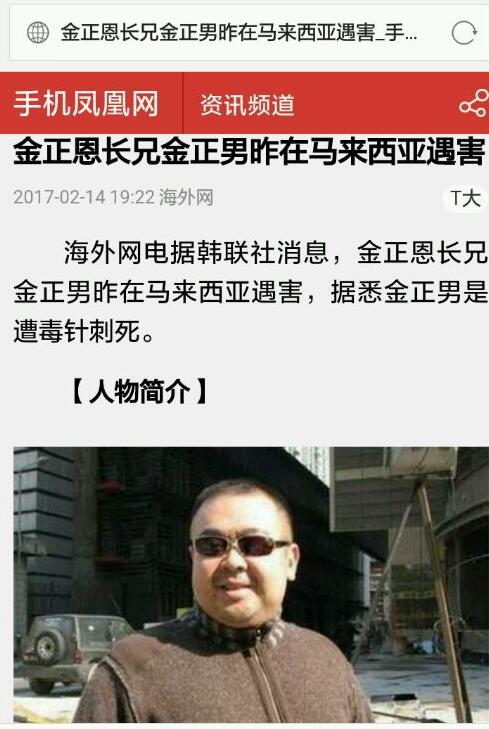 金正恩长兄金正男昨在马来西亚遇害_手...
手机凤凰网 资讯频道
金正恩长兄金正男昨在马来西亚遇害
2017-02-14 19:22 海外网 T大
海外网电据韩联社消息，金正恩长兄
金正男昨在马来西亚遇害，据悉金正男是
遭毒针刺死。
【人物简介】